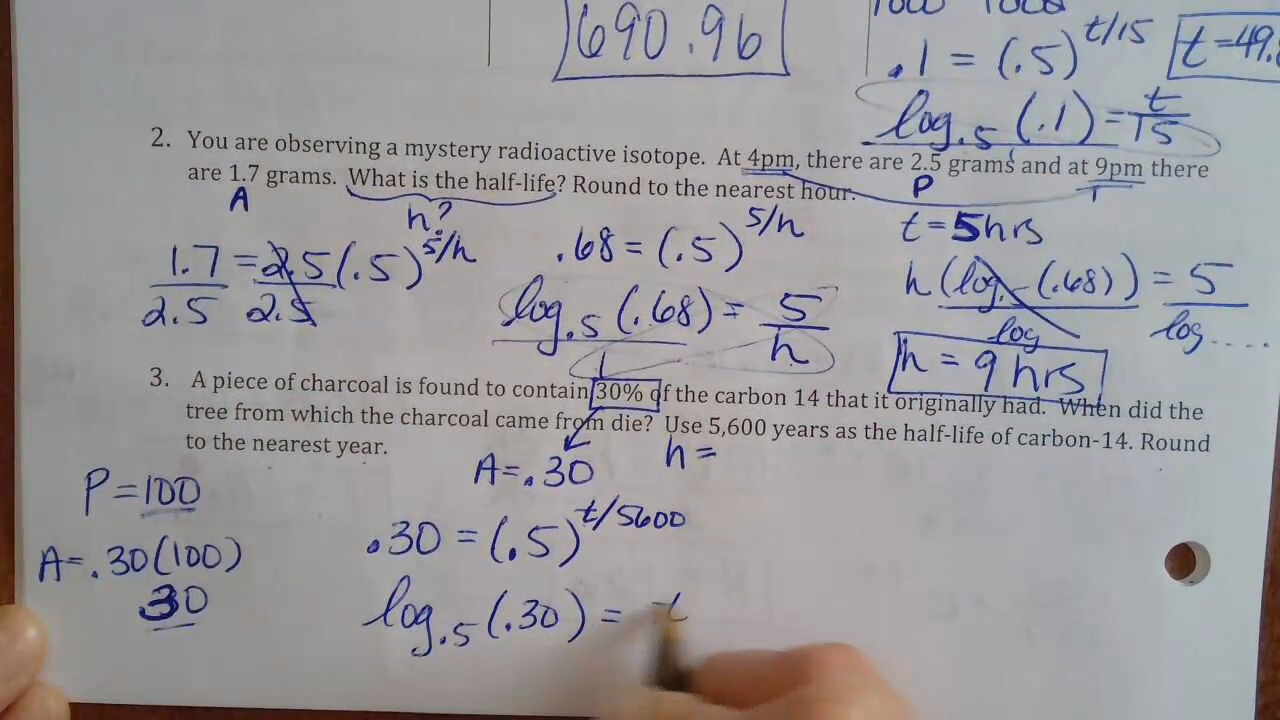 690.96
.1 = (.5)^t/15
t=49.
log.5 (.1) = t/15
2. You are observing a mystery radioactive isotope. At 4pm, there are 2.5 grams and at 9pm there
are 1.7 grams. What is the half-life? Round to the nearest hour.
A
P
h?
t=5hrs
1.7 = 2.5(.5)^5/h
2.5 2.5
.68 = (.5)^5/h
log.5 (.68) = 5/h
h(log. (.68)) = 5
log log....
h = 9 hrs
3. A piece of charcoal is found to contain 30% of the carbon 14 that it originally had. When did the
tree from which the charcoal came from die? Use 5,600 years as the half-life of carbon-14. Round
to the nearest year.
A=.30
h=
P=100
.30 = (.5)^t/5600
A=.30(100)
30
log.5 (.30) = t